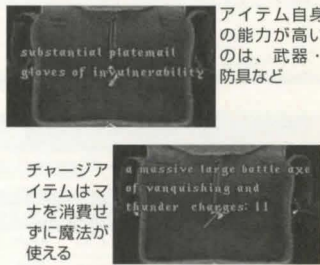 substantial platemail
gloves of invulnerability
アイテム自身
の能力が高い
のは、武器・
防具など
チャージア
イテムはマ
ナを消費せ
ずに魔法が
使える
a massive large battle axe
of vanquishing and
thunder charges: 11